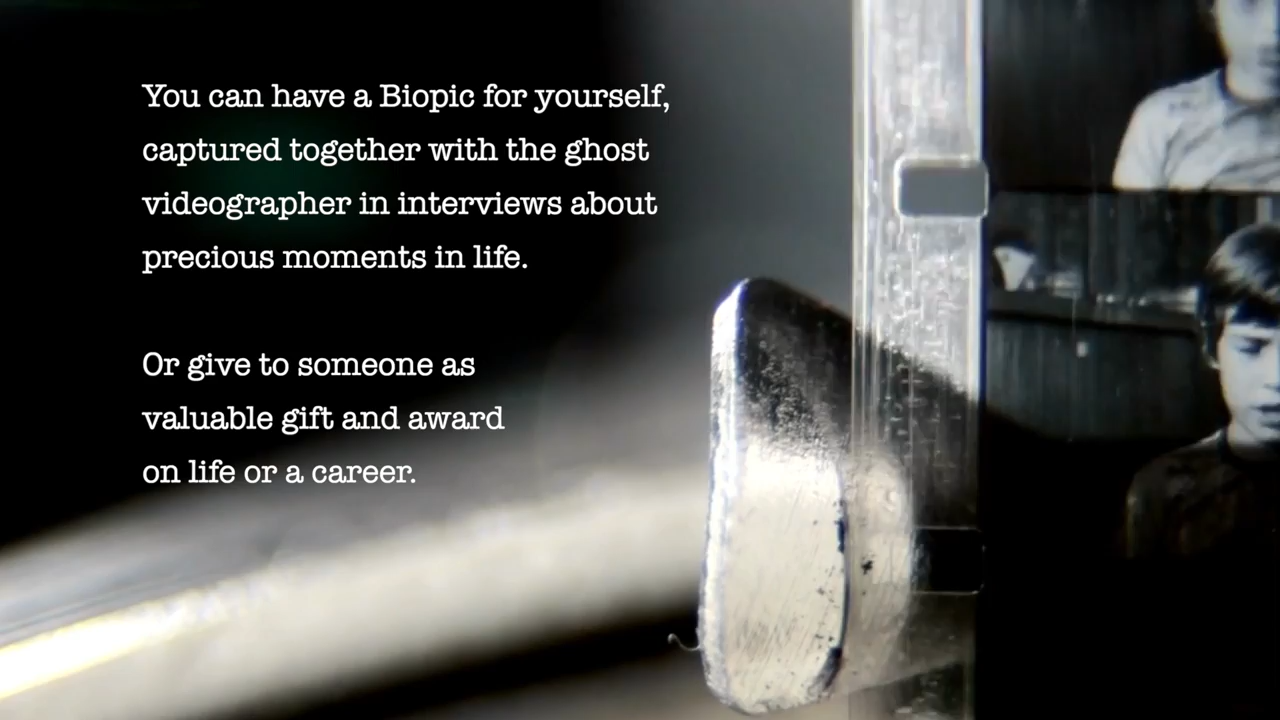 You can have a Biopic for yourself,
captured together with the ghost
videographer in interviews about
precious moments in life.
Or give to someone as
valuable gift and award
on life or a career.